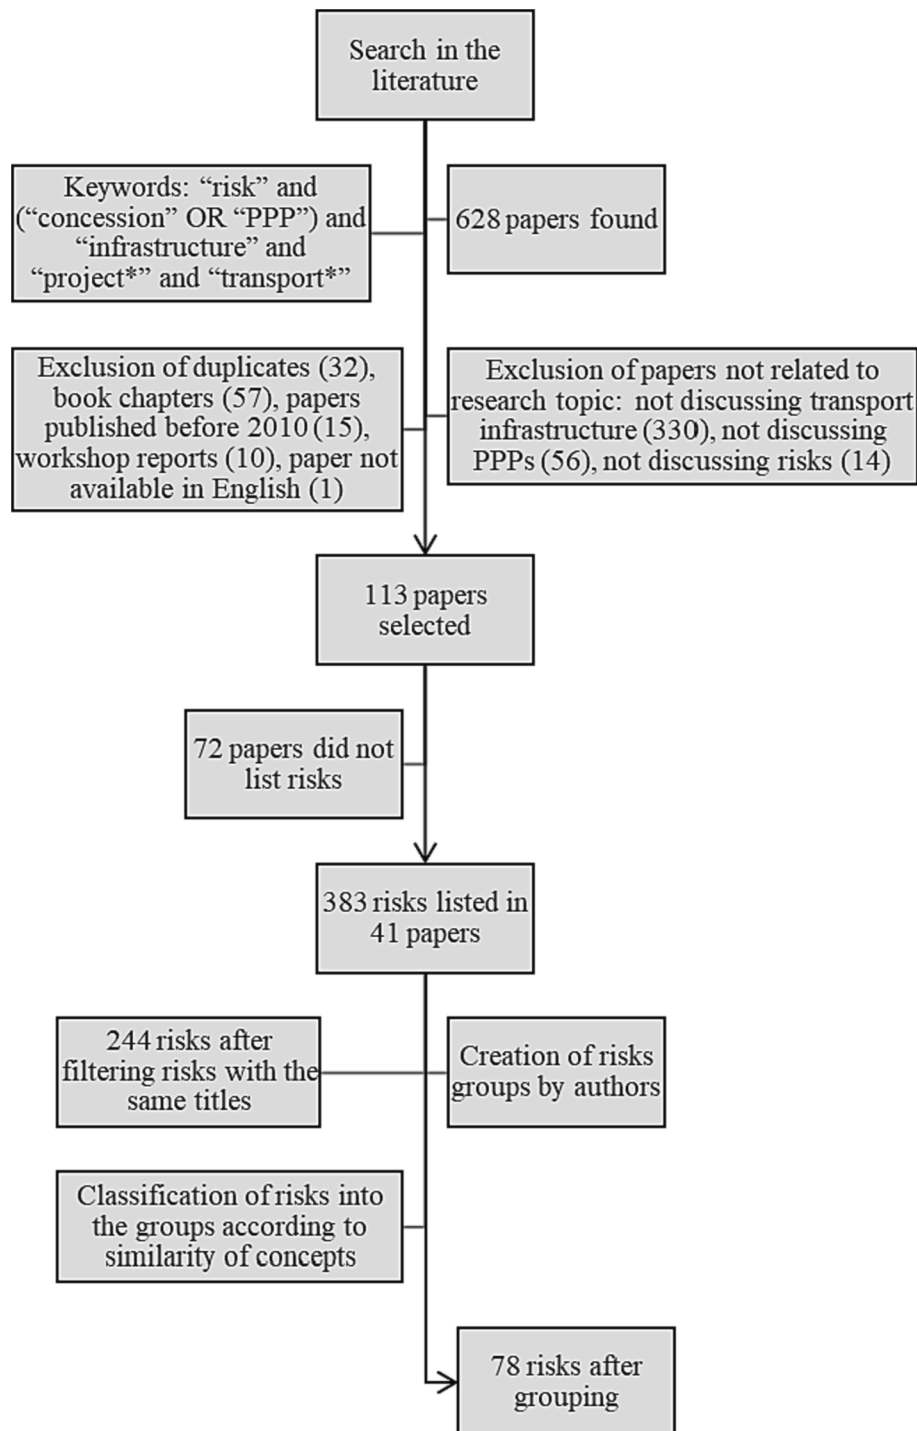 Search in the
literature
Keywords: “risk” and
(“concession” OR “PPP”) and
“infrastructure” and
“project*” and “transport*”
628 papers found
Exclusion of duplicates (32),
book chapters (57), papers
published before 2010 (15),
workshop reports (10), paper not
available in English (1)
Exclusion of papers not related to
research topic: not discussing transport
infrastructure (330), not discussing
PPPs (56), not discussing risks (14)
113 papers
selected
72 papers did not
list risks
383 risks listed in
41 papers
244 risks after
filtering risks with the
same titles
Creation of risks
groups by authors
Classification of risks into
the groups according to
similarity of concepts
78 risks after
grouping